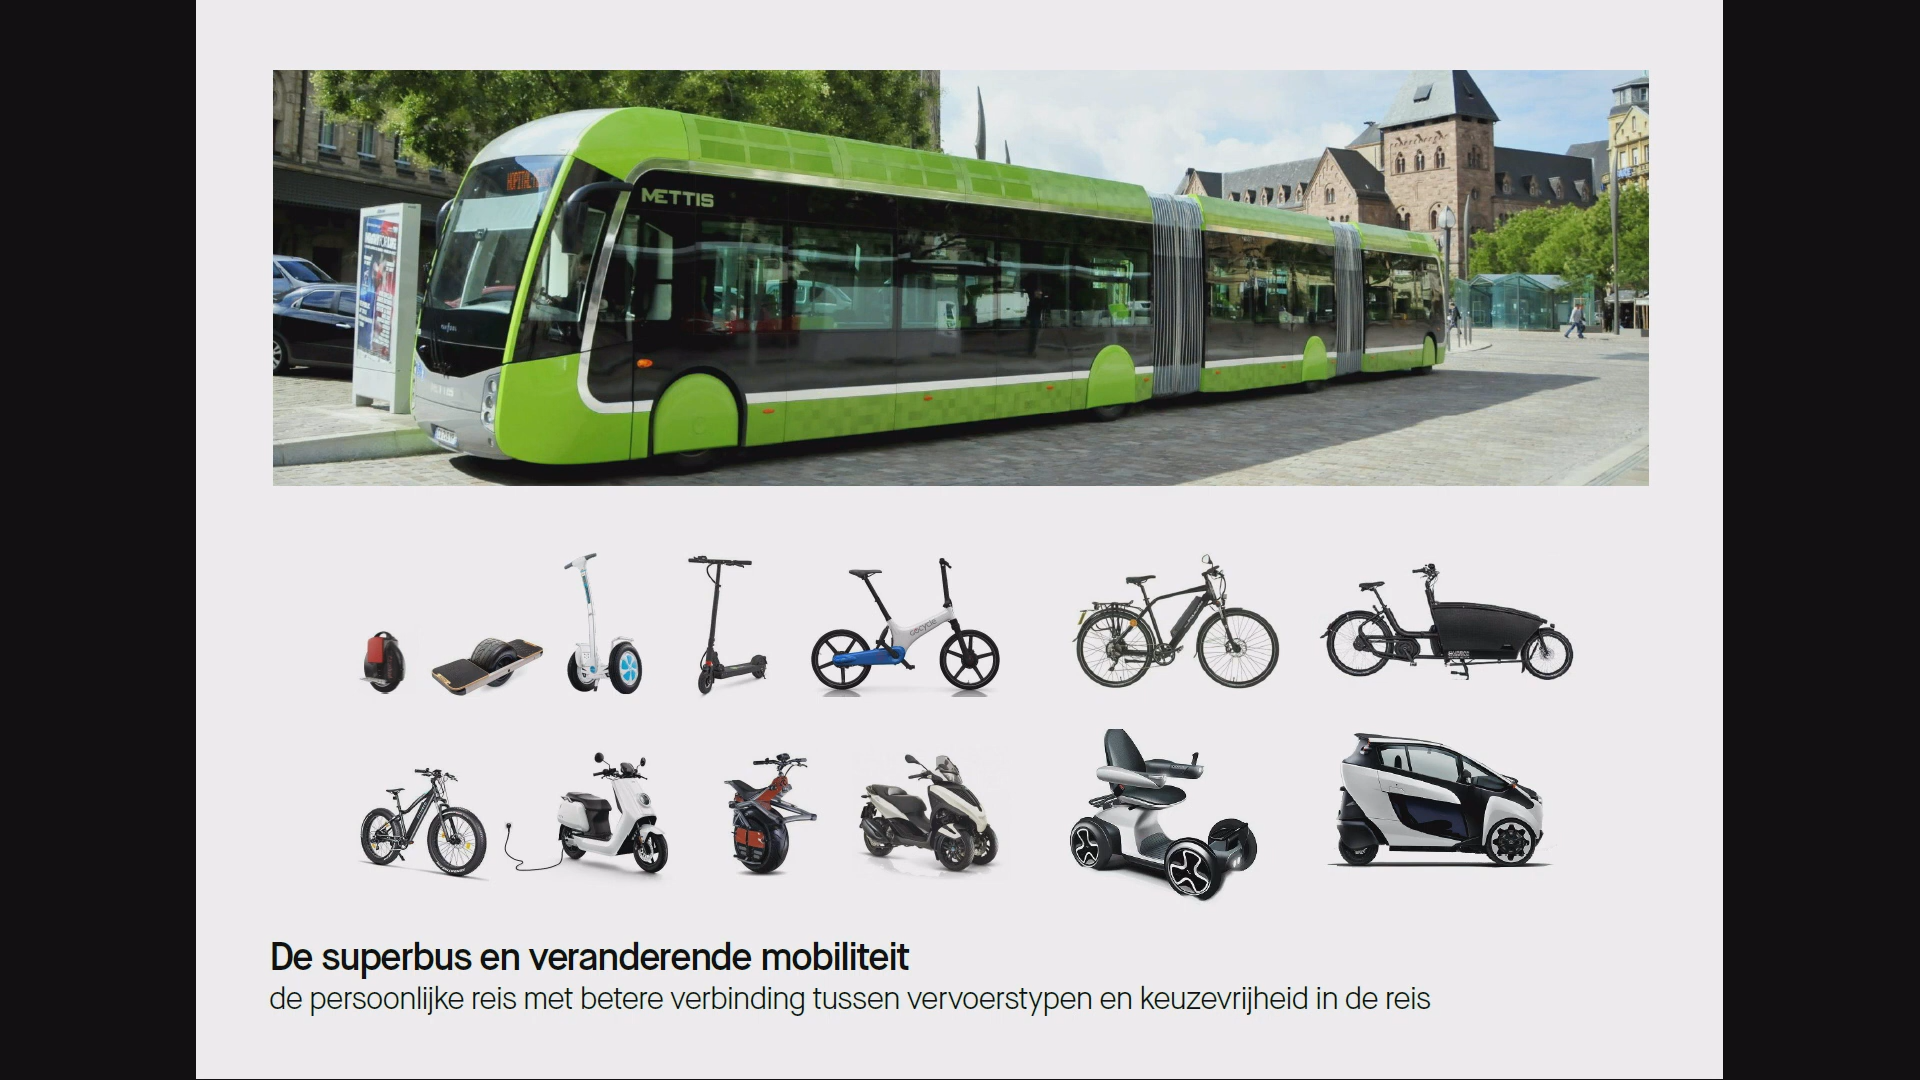 METTIS
De superbus en veranderende mobiliteit
de persoonlijke reis met betere verbinding tussen vervoerstypen en keuzevrijheid in de reis